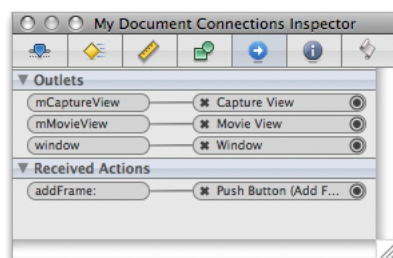 My Document Connections Inspector
Outlets
mCaptureView Capture View
mMovieView Movie View
window Window
Received Actions
addFrame: Push Button (Add F...